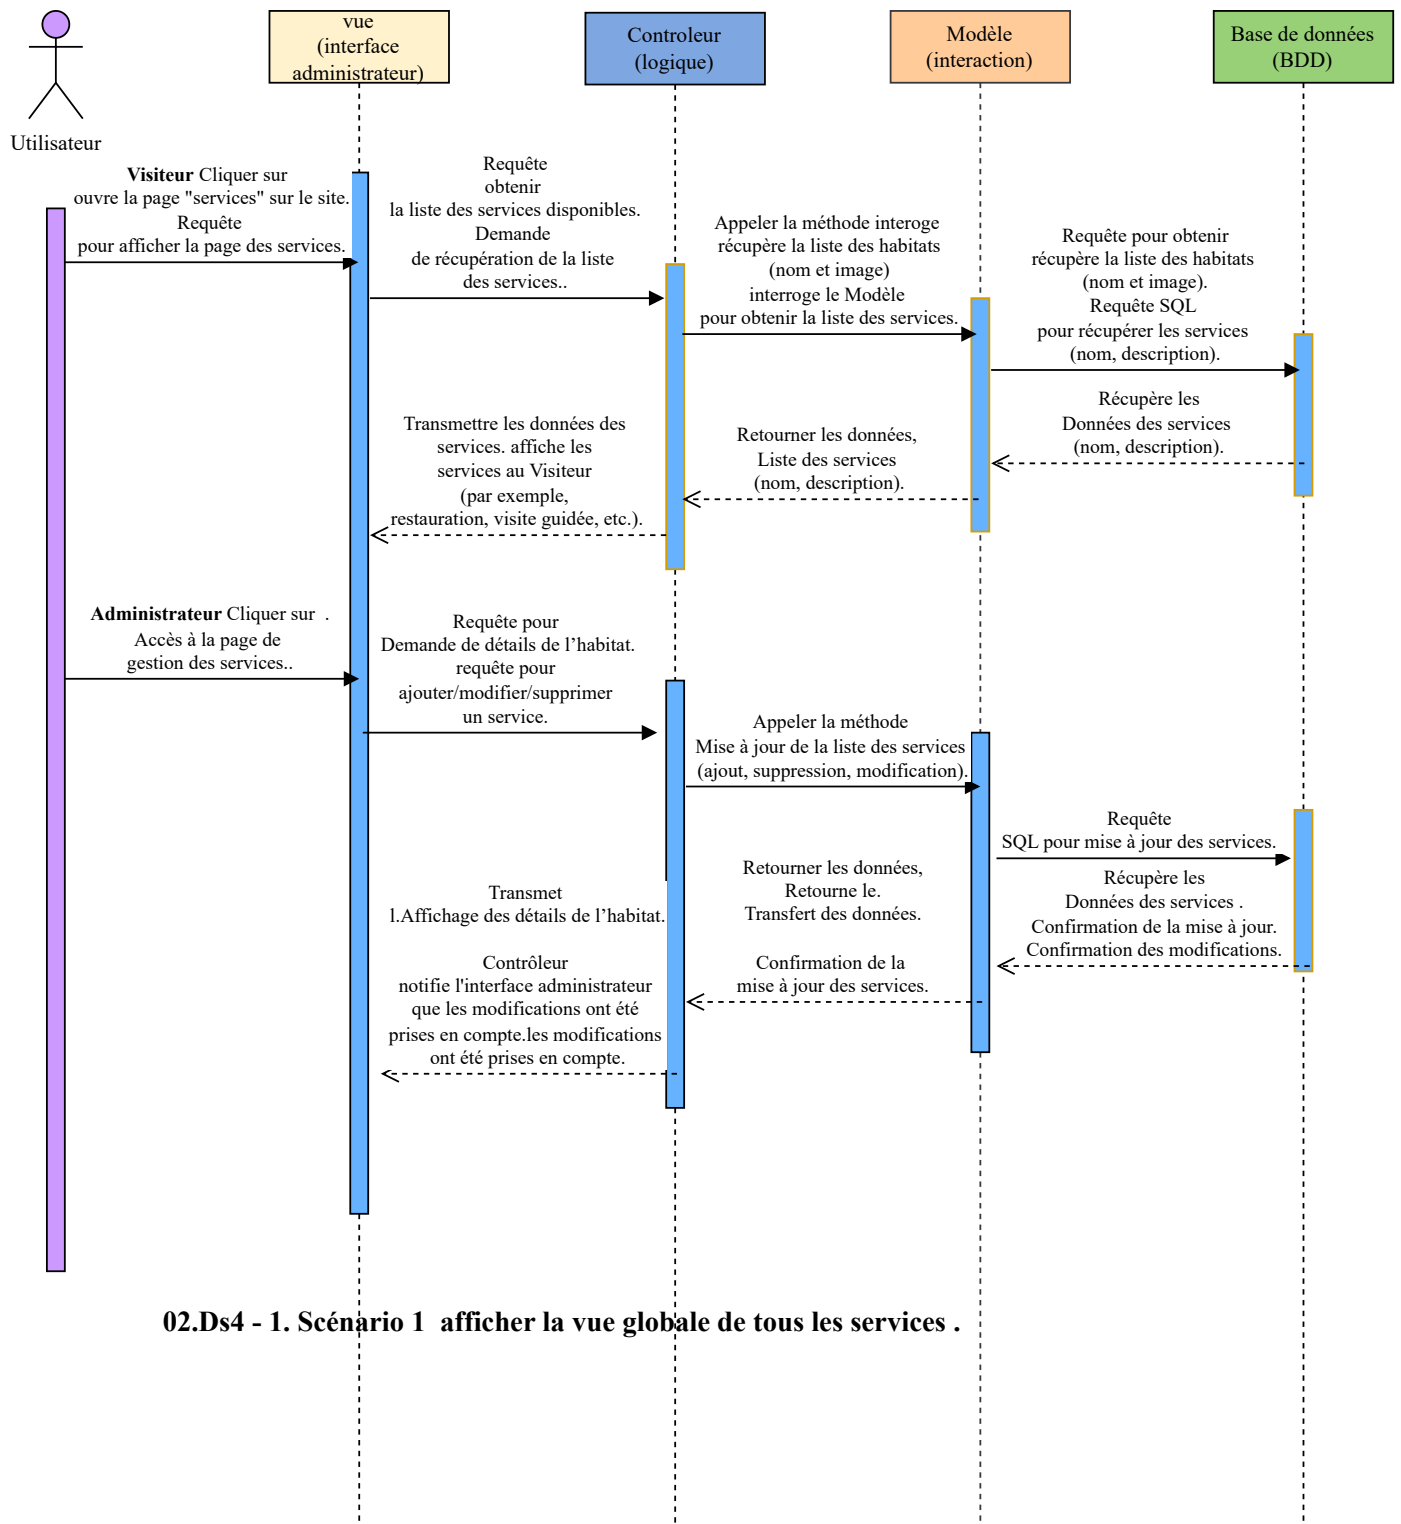 vue
(interface
administrateur)
Controleur
(logique)
Modèle
(interaction)
Base de données
(BDD)
Utilisateur
Visiteur Cliquer sur
ouvre la page "services" sur le site.
Requête
pour afficher la page des services.
Requête
obtenir
la liste des services disponibles.
Demande
de récupération de la liste
des services..
Appeler la méthode interoge
récupère la liste des habitats
(nom et image)
interroge le Modèle
pour obtenir la liste des services.
Requête pour obtenir
récupère la liste des habitats
(nom et image).
Requête SQL
pour récupérer les services
(nom, description).
Récupère les
Données des services
(nom, description).
Retourner les données,
Liste des services
(nom, description).
Transmettre les données des
services. affiche les
services au Visiteur
(par exemple,
restauration, visite guidée, etc.).
Administrateur Cliquer sur .
Accès à la page de
gestion des services..
Requête pour
Demande de détails de l’habitat.
requête pour
ajouter/modifier/supprimer
un service.
Appeler la méthode
Mise à jour de la liste des services
(ajout, suppression, modification).
Requête
SQL pour mise à jour des services.
Récupère les
Données des services .
Confirmation de la mise à jour.
Confirmation des modifications.
Retourner les données,
Retourne le.
Transfert des données.
Confirmation de la
mise à jour des services.
Transmet
l.Affichage des détails de l’habitat.
Contrôleur
notifie l'interface administrateur
que les modifications ont été
prises en compte.les modifications
ont été prises en compte.
02.Ds4 - 1. Scénario 1 afficher la vue globale de tous les services .